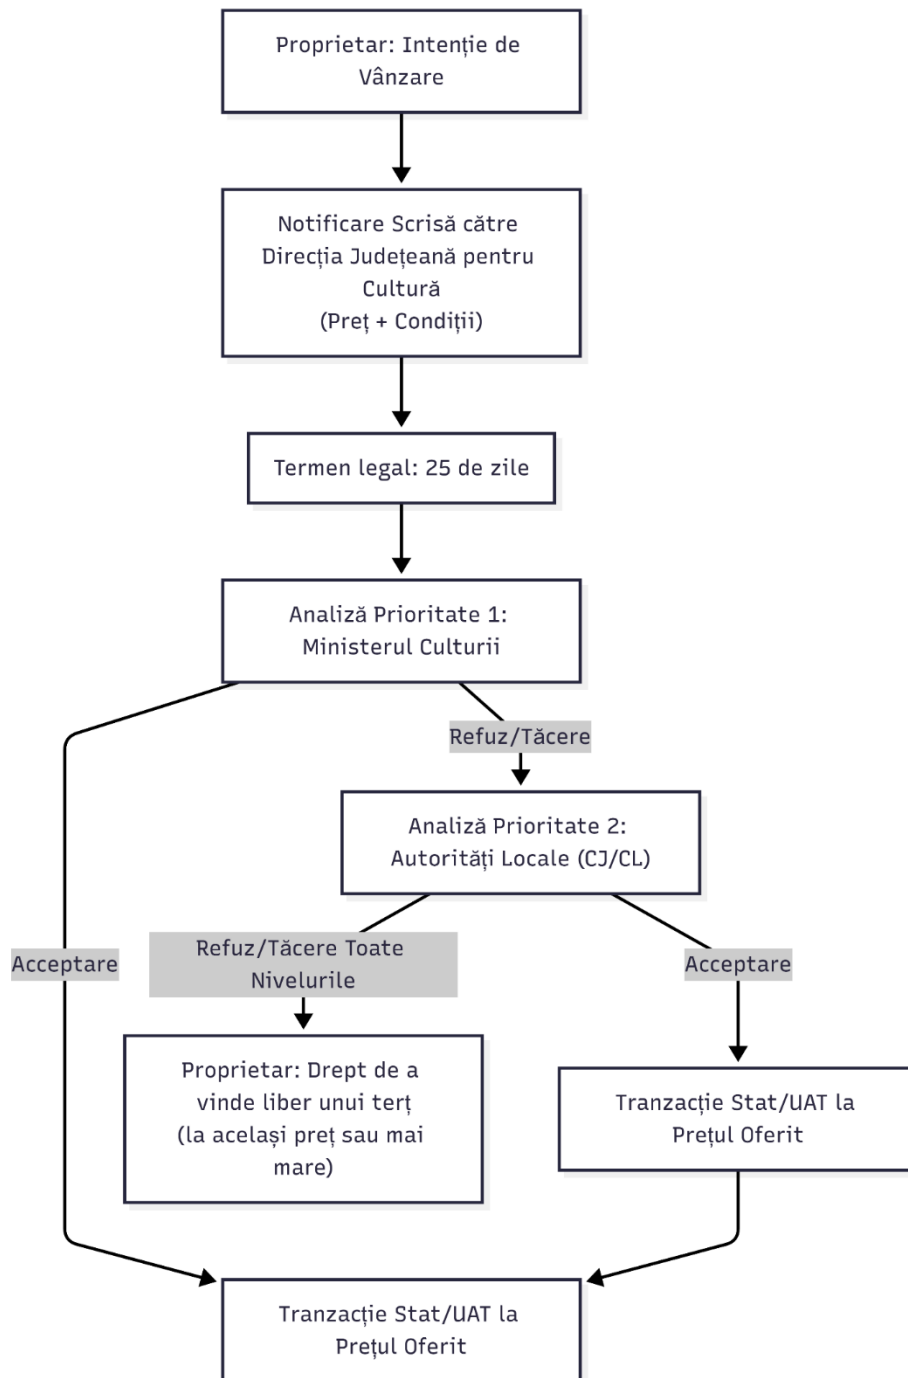 Proprietar: Intenție de
Vânzare
Notificare Scrisă către
Direcția Județeană pentru
Cultură
(Preț + Condiții)
Termen legal: 25 de zile
Analiză Prioritate 1:
Ministerul Culturii
Refuz/Tăcere
Analiză Prioritate 2:
Autorități Locale (CJ/CL)
Acceptare
Refuz/Tăcere Toate
Nivelurile
Acceptare
Proprietar: Drept de a
vinde liber unui terț
(la același preț sau mai
mare)
Tranzacție Stat/UAT la
Prețul Oferit
Tranzacție Stat/UAT la
Prețul Oferit